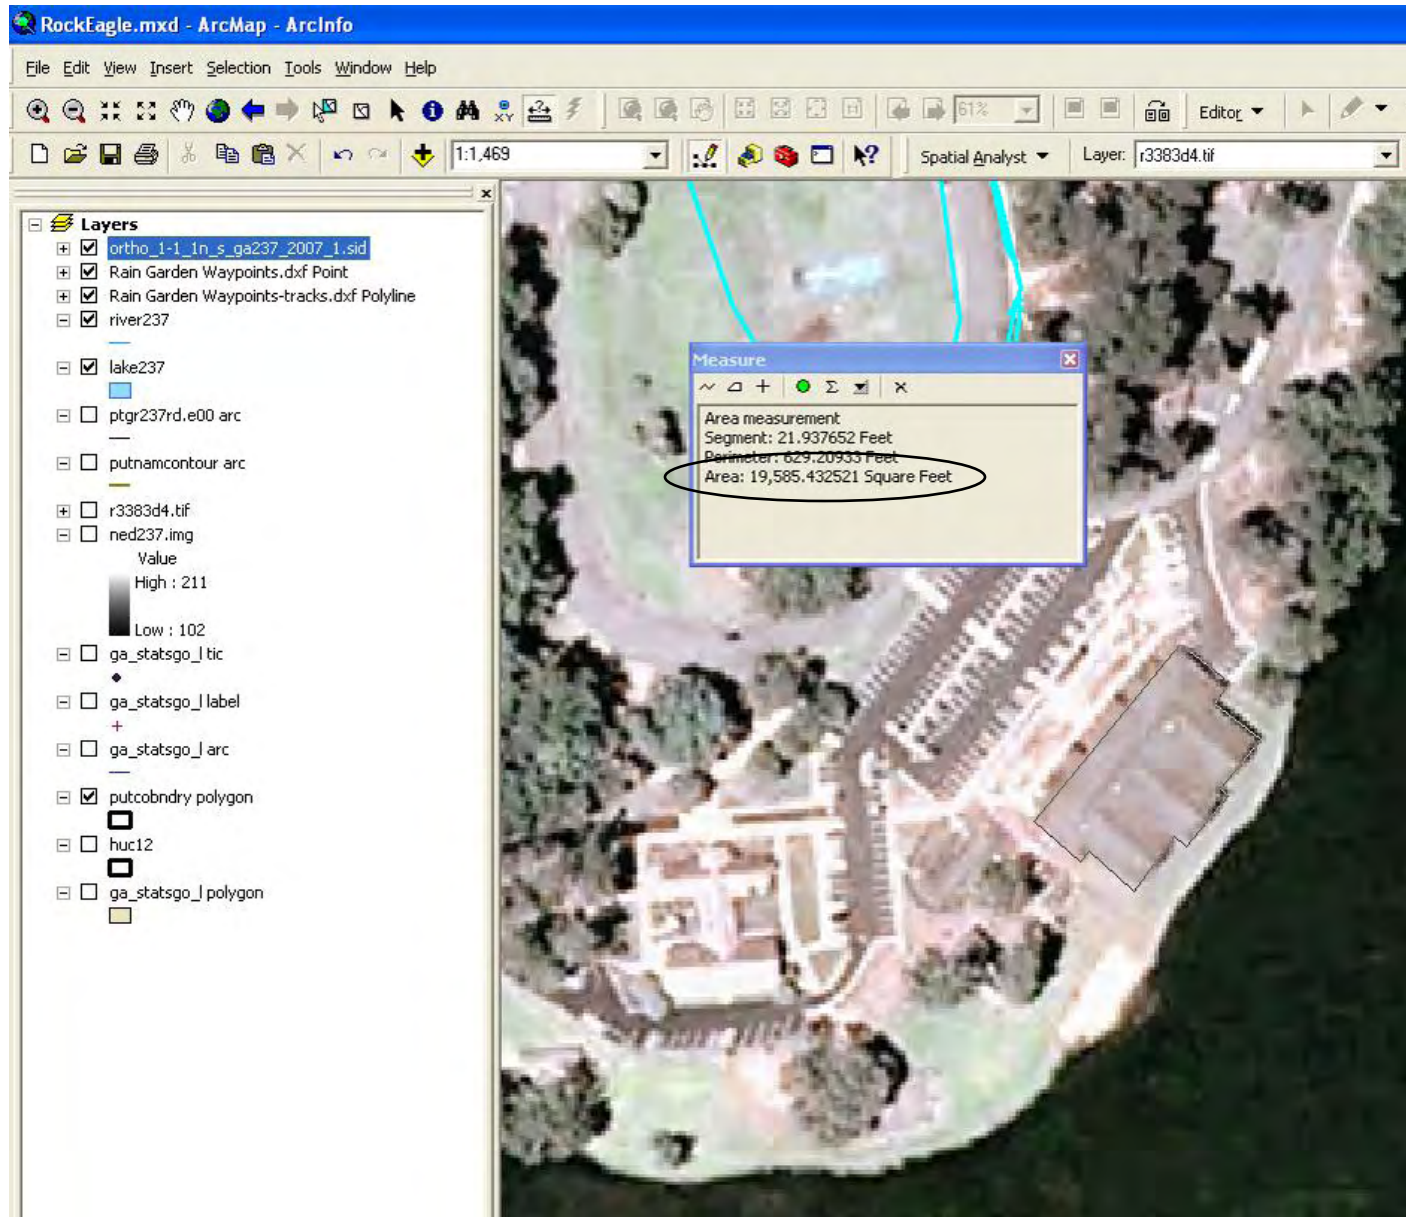 RockEagle.mxd - ArcMap - ArcInfo
File Edit View Insert Selection Tools Window Help
61% Editor
1:1,469 Spatial Analyst Layer: r3383d4.tif
Layers
ortho_1-1_1n_s_ga237_2007_1.sid
Rain Garden Waypoints.dxf Point
Rain Garden Waypoints-tracks.dxf Polyline
river237
lake237
ptgr237rd.e00 arc
putnamcontour arc
r3383d4.tif
ned237.img
Value
High : 211
Low : 102
ga_statsgo_l tic
ga_statsgo_l label
ga_statsgo_l arc
putcobndry polygon
huc12
ga_statsgo_l polygon
Measure
Area measurement
Segment: 21.937652 Feet
Perimeter: 629.20933 Feet
Area: 19,585.432521 Square Feet